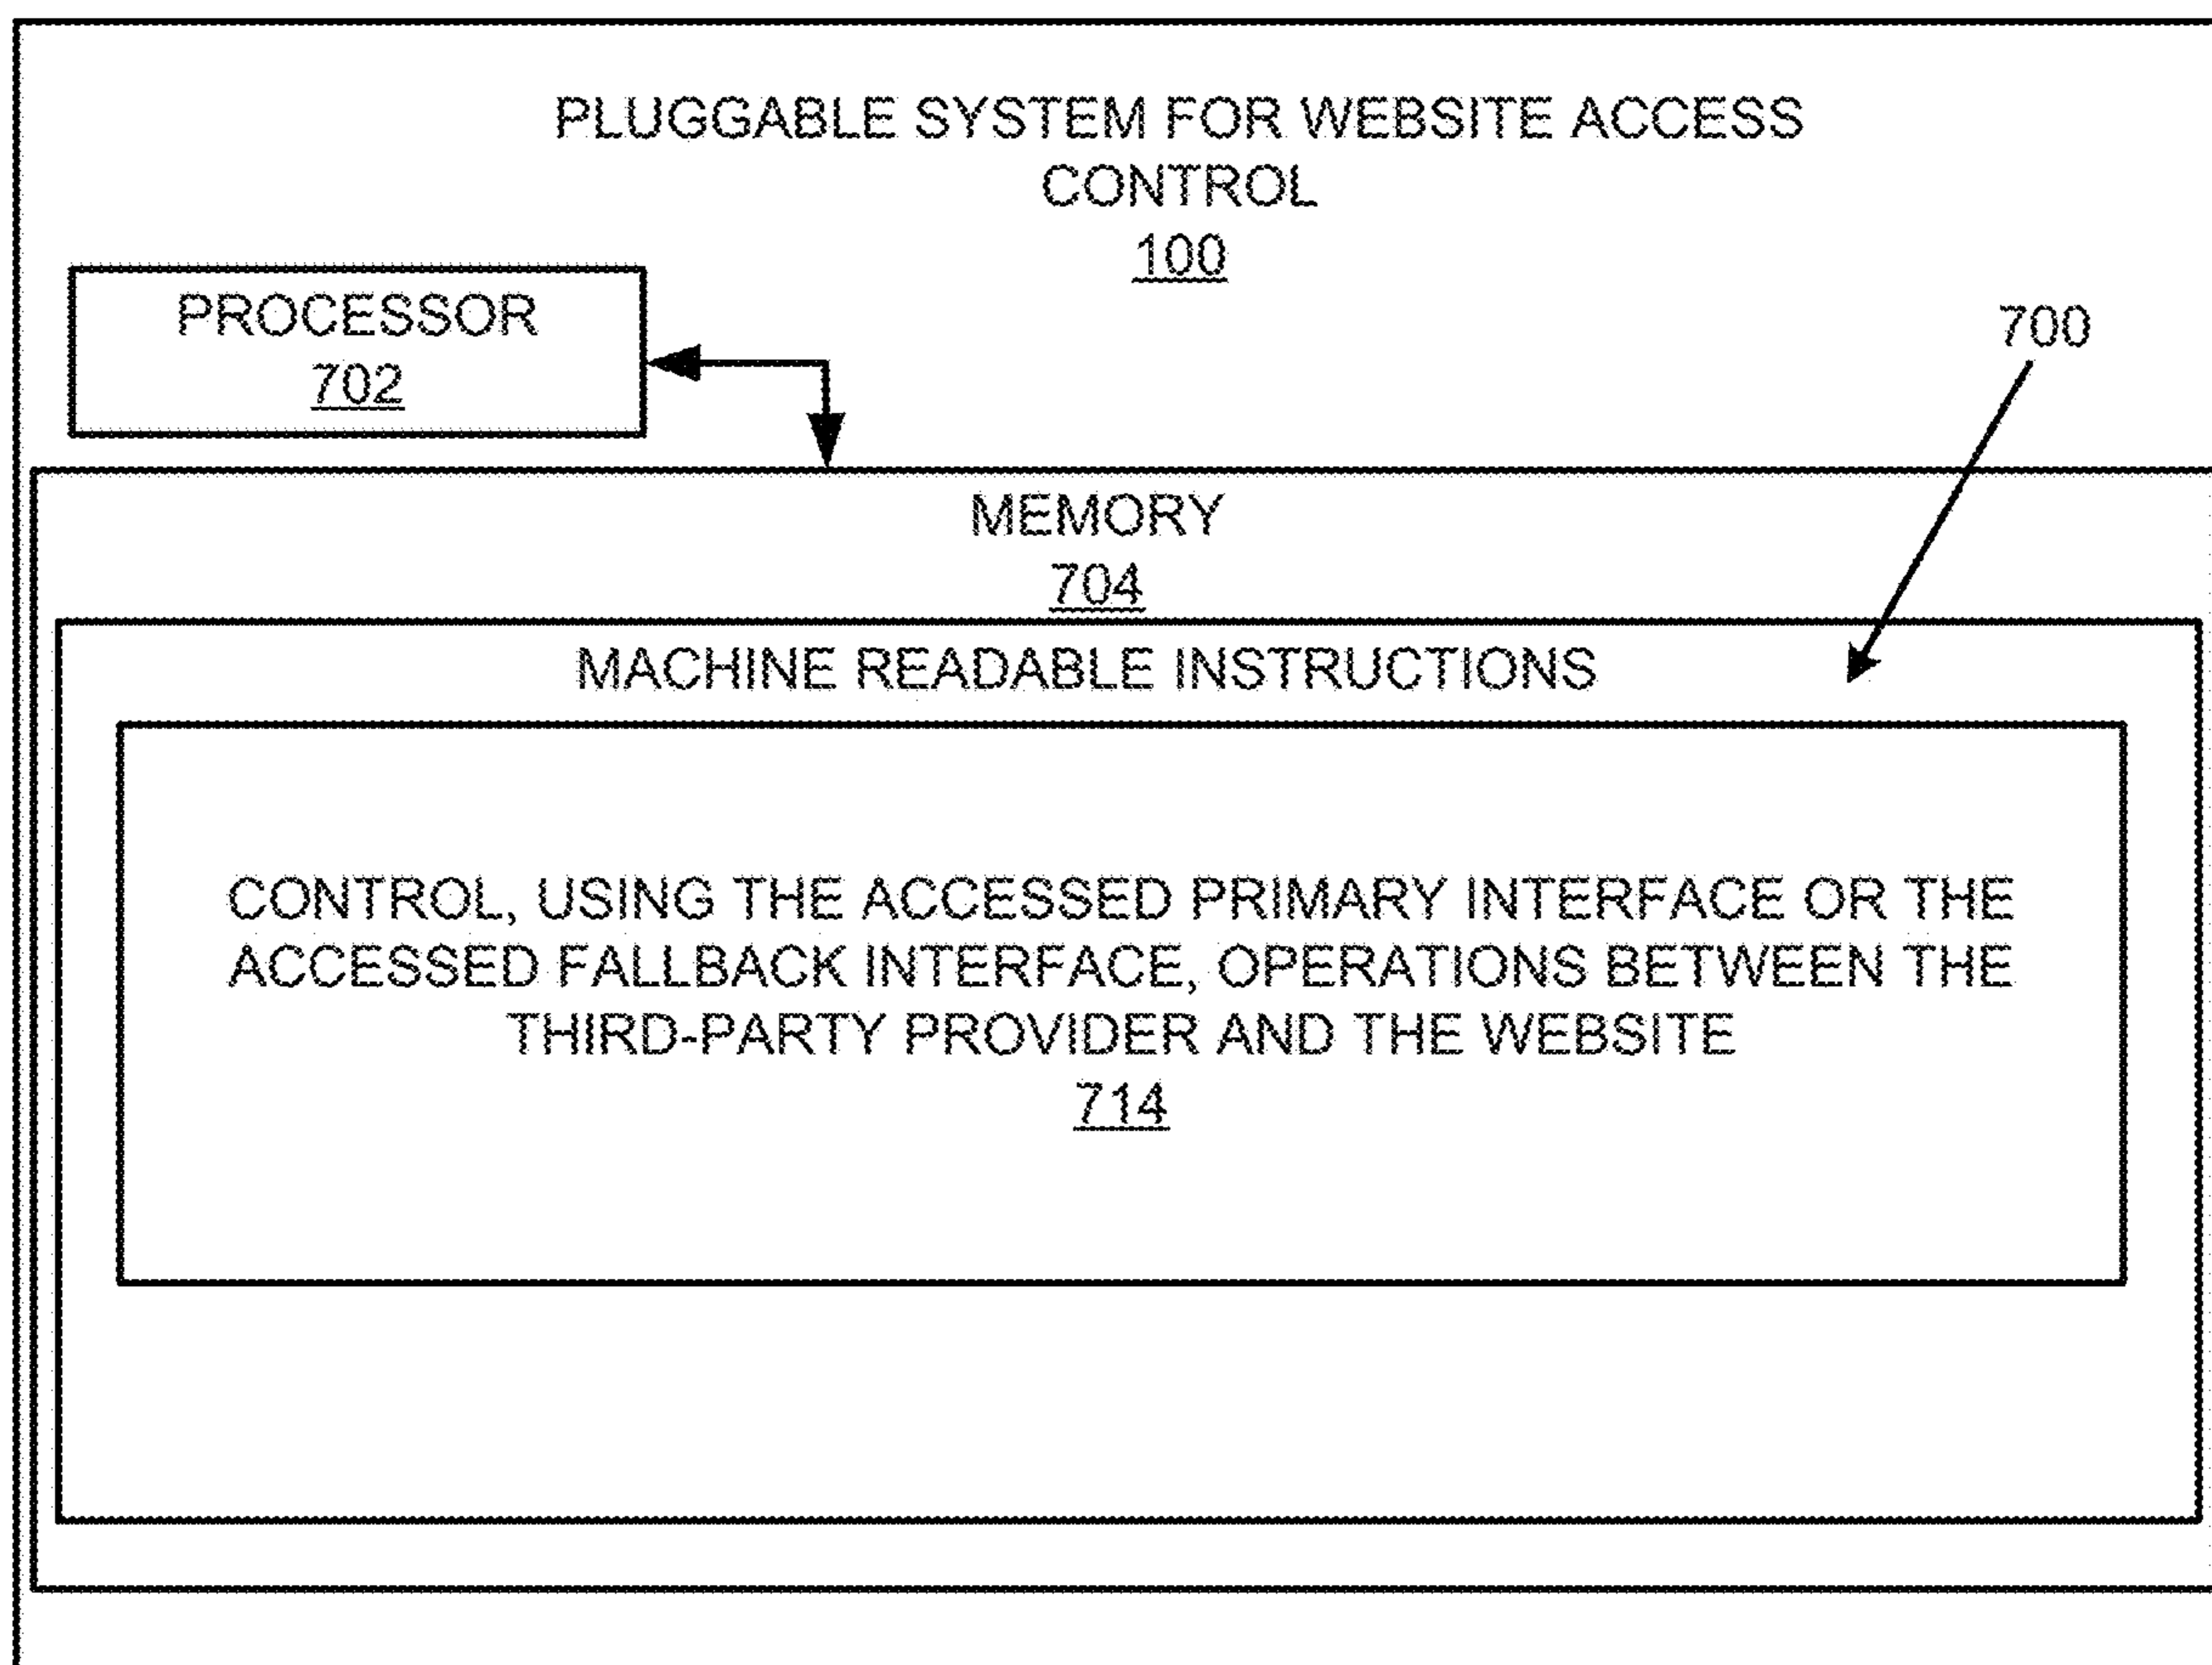 PLUGGABLE SYSTEM FOR WEBSITE ACCESS
CONTROL
100
PROCESSOR
702
700
MEMORY
704
MACHINE READABLE INSTRUCTIONS
CONTROL, USING THE ACCESSED PRIMARY INTERFACE OR THE
ACCESSED FALLBACK INTERFACE, OPERATIONS BETWEEN THE
THIRD-PARTY PROVIDER AND THE WEBSITE
714